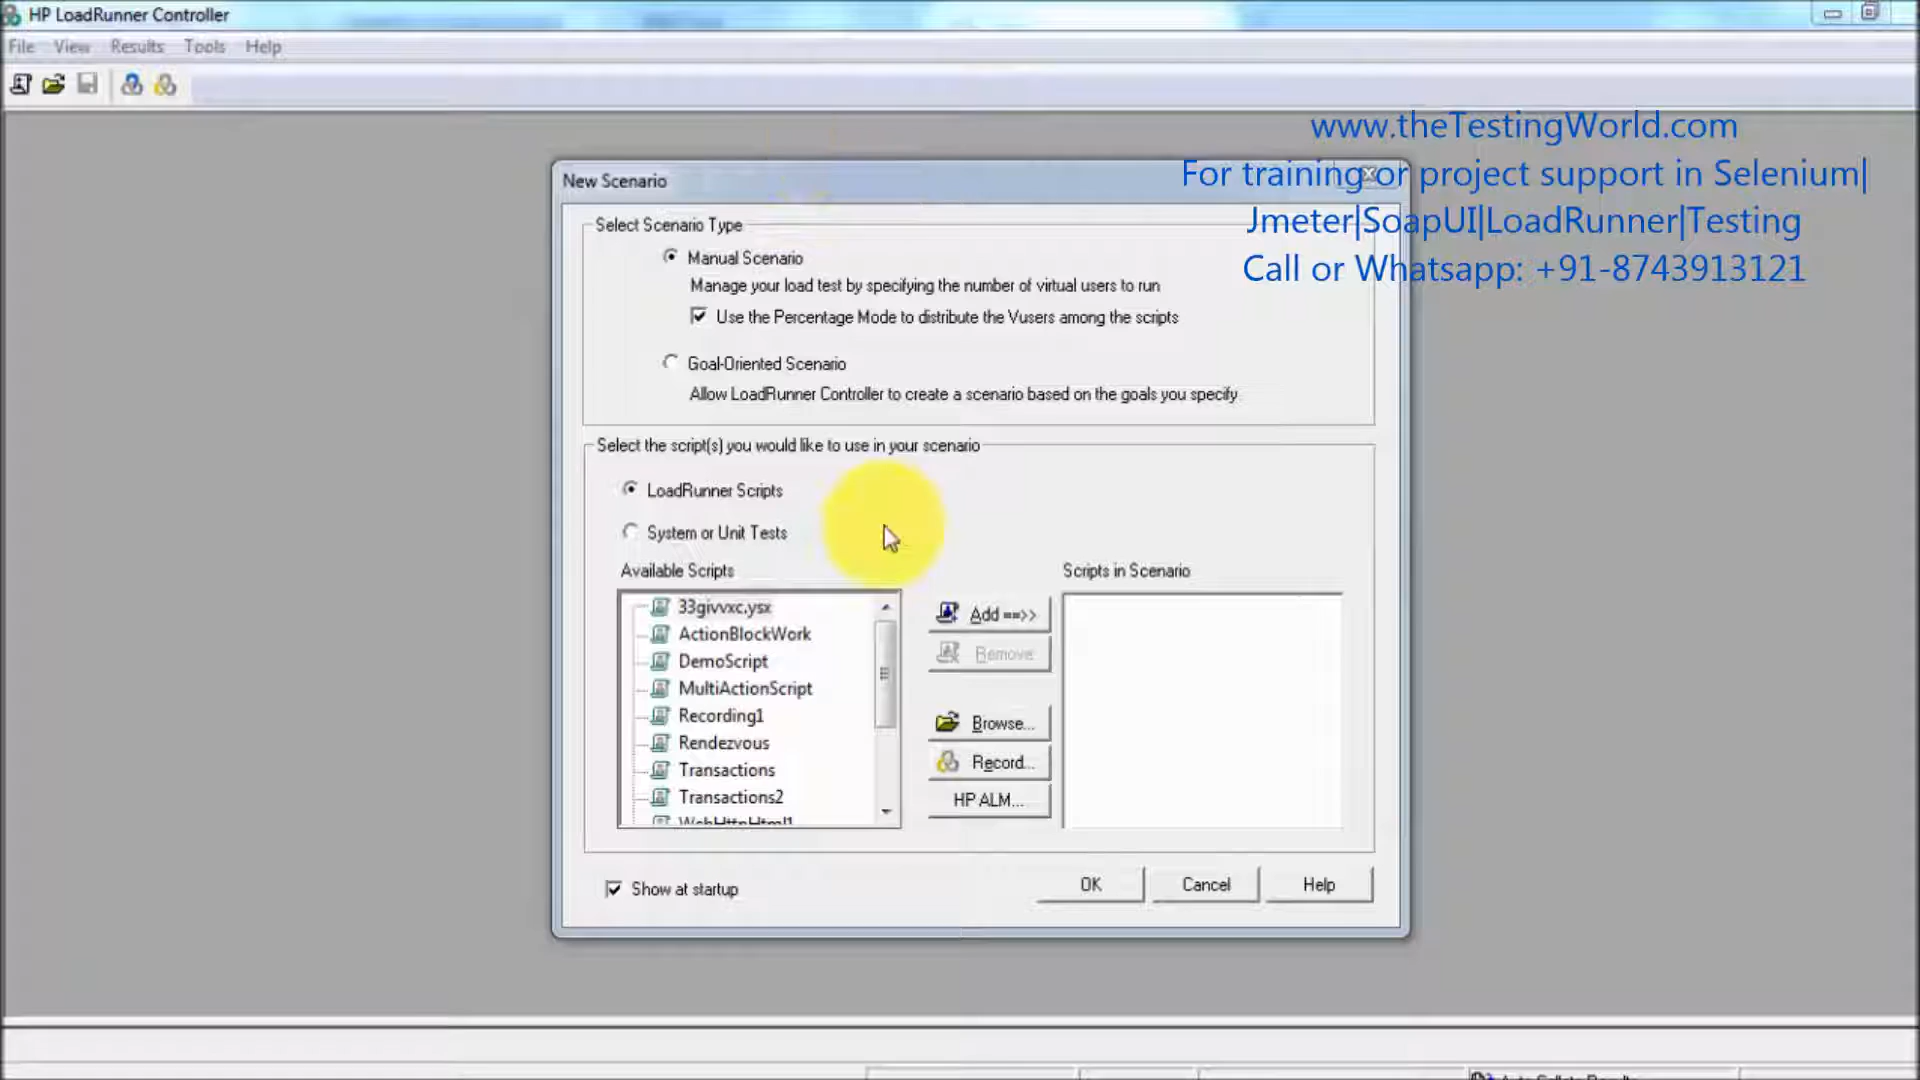 HP LoadRunner Controller
File View Results Tools Help
www.theTestingWorld.com
For training or project support in Selenium|
Jmeter|SoapUI|LoadRunner|Testing
Call or Whatsapp: +91-8743913121
New Scenario
Select Scenario Type
Manual Scenario
Manage your load test by specifying the number of virtual users to run
Use the Percentage Mode to distribute the Vusers among the scripts
Goal-Oriented Scenario
Allow LoadRunner Controller to create a scenario based on the goals you specify
Select the script(s) you would like to use in your scenario
LoadRunner Scripts
System or Unit Tests
Available Scripts
33givvxc.ysx
ActionBlockWork
DemoScript
MultiActionScript
Recording1
Rendezvous
Transactions
Transactions2
WebHttpHtml1
Add ==>>
Remove
Browse...
Record...
HP ALM...
Scripts in Scenario
Show at startup
OK
Cancel
Help